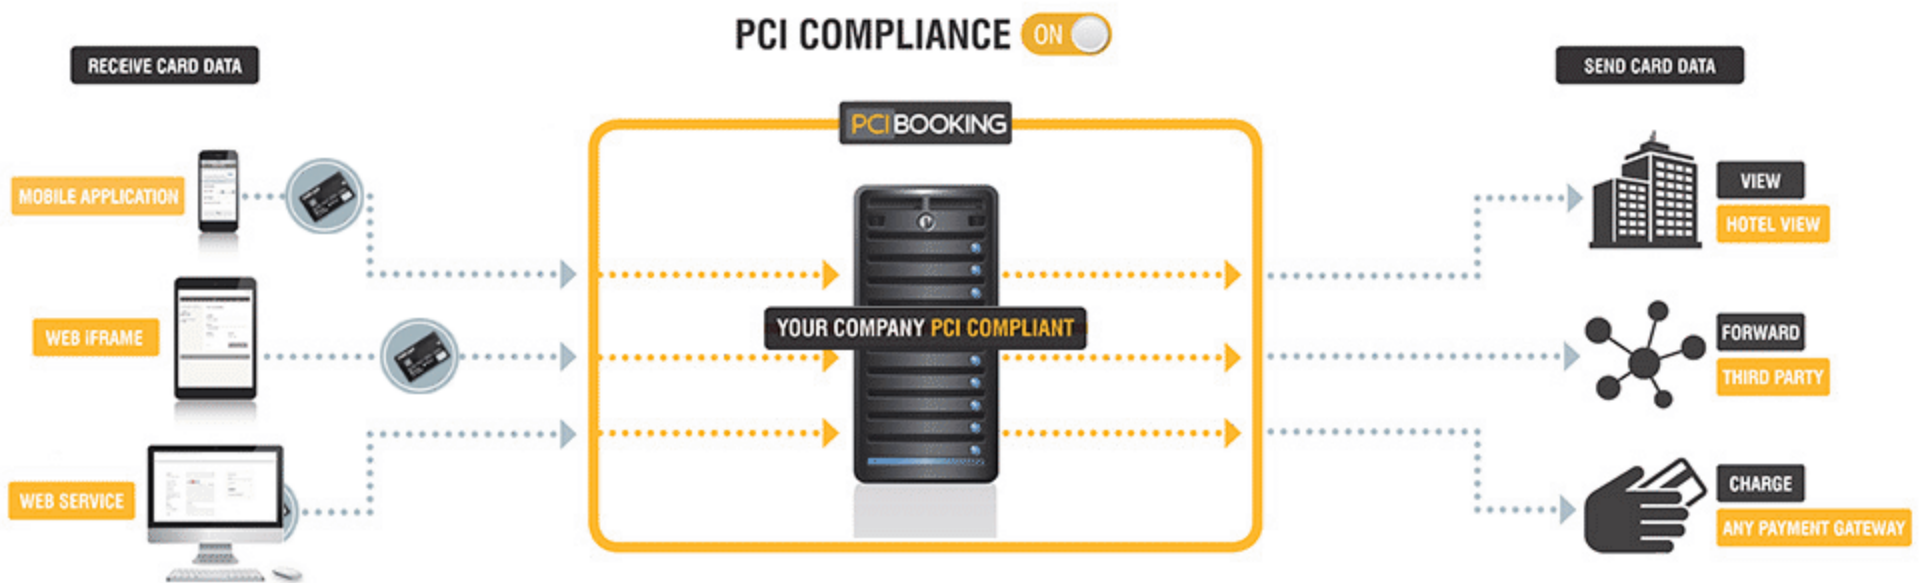 PCI COMPLIANCE ON
RECEIVE CARD DATA
SEND CARD DATA
PCI BOOKING
MOBILE APPLICATION
VIEW
HOTEL VIEW
WEB iFRAME
YOUR COMPANY PCI COMPLIANT
FORWARD
THIRD PARTY
WEB SERVICE
CHARGE
ANY PAYMENT GATEWAY